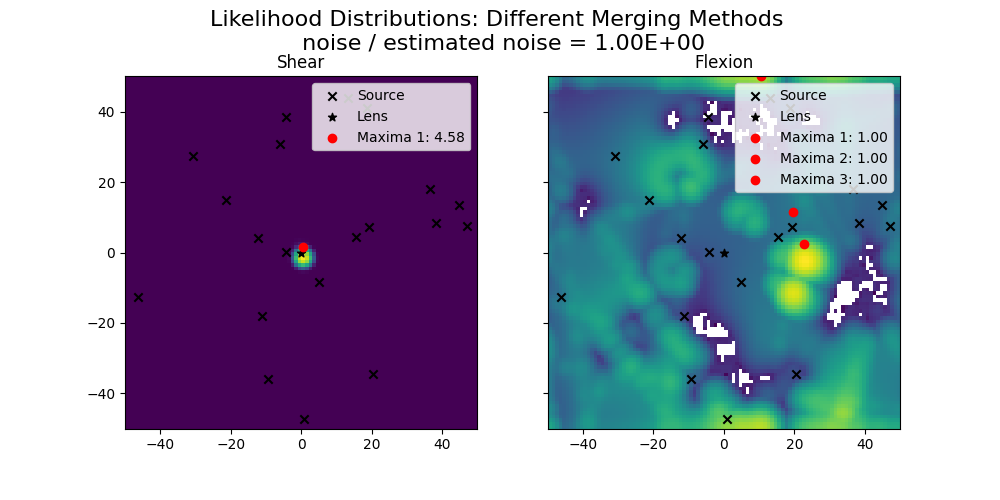 Likelihood Distributions: Different Merging Methods
noise / estimated noise = 1.00E+00
Shear
Flexion
Source
Lens
Maxima 1: 4.58
Source
Lens
Maxima 1: 1.00
Maxima 2: 1.00
Maxima 3: 1.00
40
20
0
−20
−40
−40 −20 0 20 40
−40 −20 0 20 40